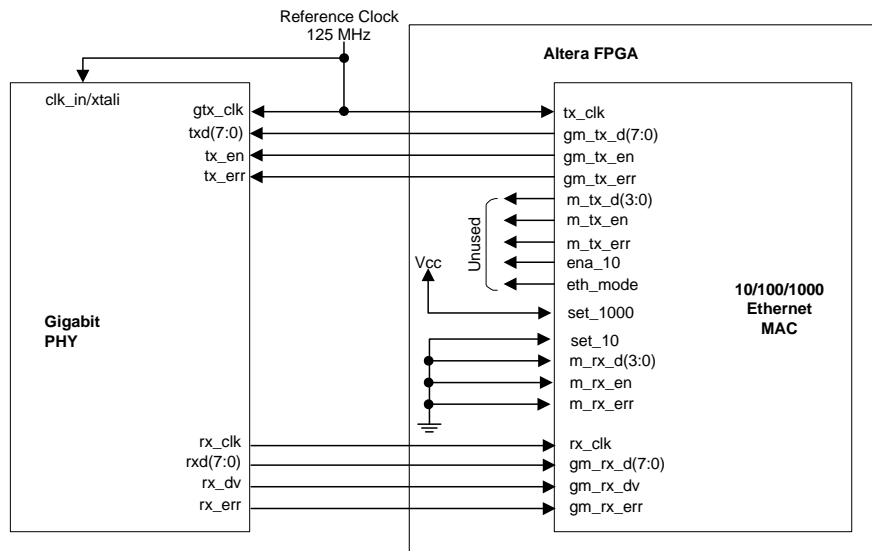 Reference Clock
125 MHz
Altera FPGA
clk_in/xtali
gtx_clk
txd(7:0)
tx_en
tx_err
tx_clk
gm_tx_d(7:0)
gm_tx_en
gm_tx_err
m_tx_d(3:0)
m_tx_en
m_tx_err
ena_10
eth_mode
Unused
Vcc
set_1000
set_10
m_rx_d(3:0)
m_rx_en
m_rx_err
Gigabit
PHY
10/100/1000
Ethernet
MAC
rx_clk
rxd(7:0)
rx_dv
rx_err
rx_clk
gm_rx_d(7:0)
gm_rx_dv
gm_rx_err